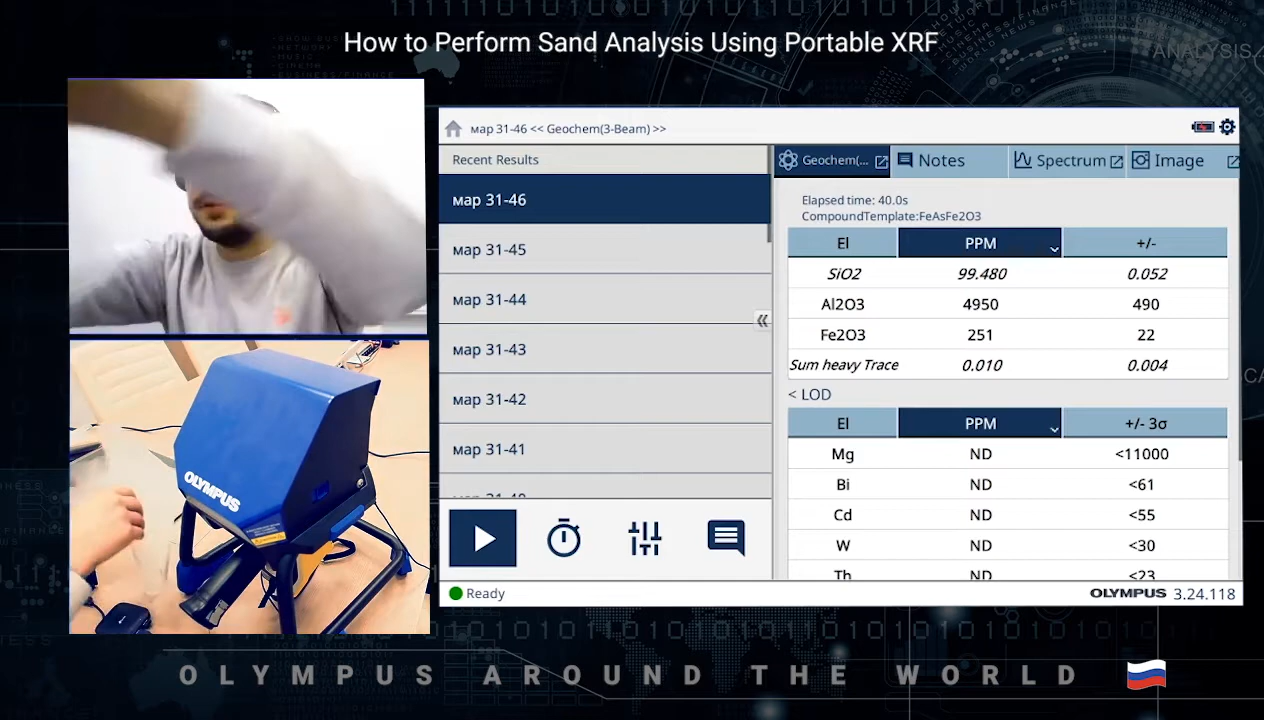 How to Perform Sand Analysis Using Portable XRF
мар 31-46 << Geochem(3-Beam) >>
Recent Results
мар 31-46
мар 31-45
мар 31-44
мар 31-43
мар 31-42
мар 31-41
Geochem(...
Notes
Spectrum
Image
Elapsed time: 40.0s
CompoundTemplate:FeAsFe2O3
El PPM +/-
SiO2 99.480 0.052
Al2O3 4950 490
Fe2O3 251 22
Sum heavy Trace 0.010 0.004
< LOD
El PPM +/- 3σ
Mg ND <11000
Bi ND <61
Cd ND <55
W ND <30
Th ND <23
Ready
OLYMPUS 3.24.118
OLYMPUS
OLYMPUS AROUND THE WORLD